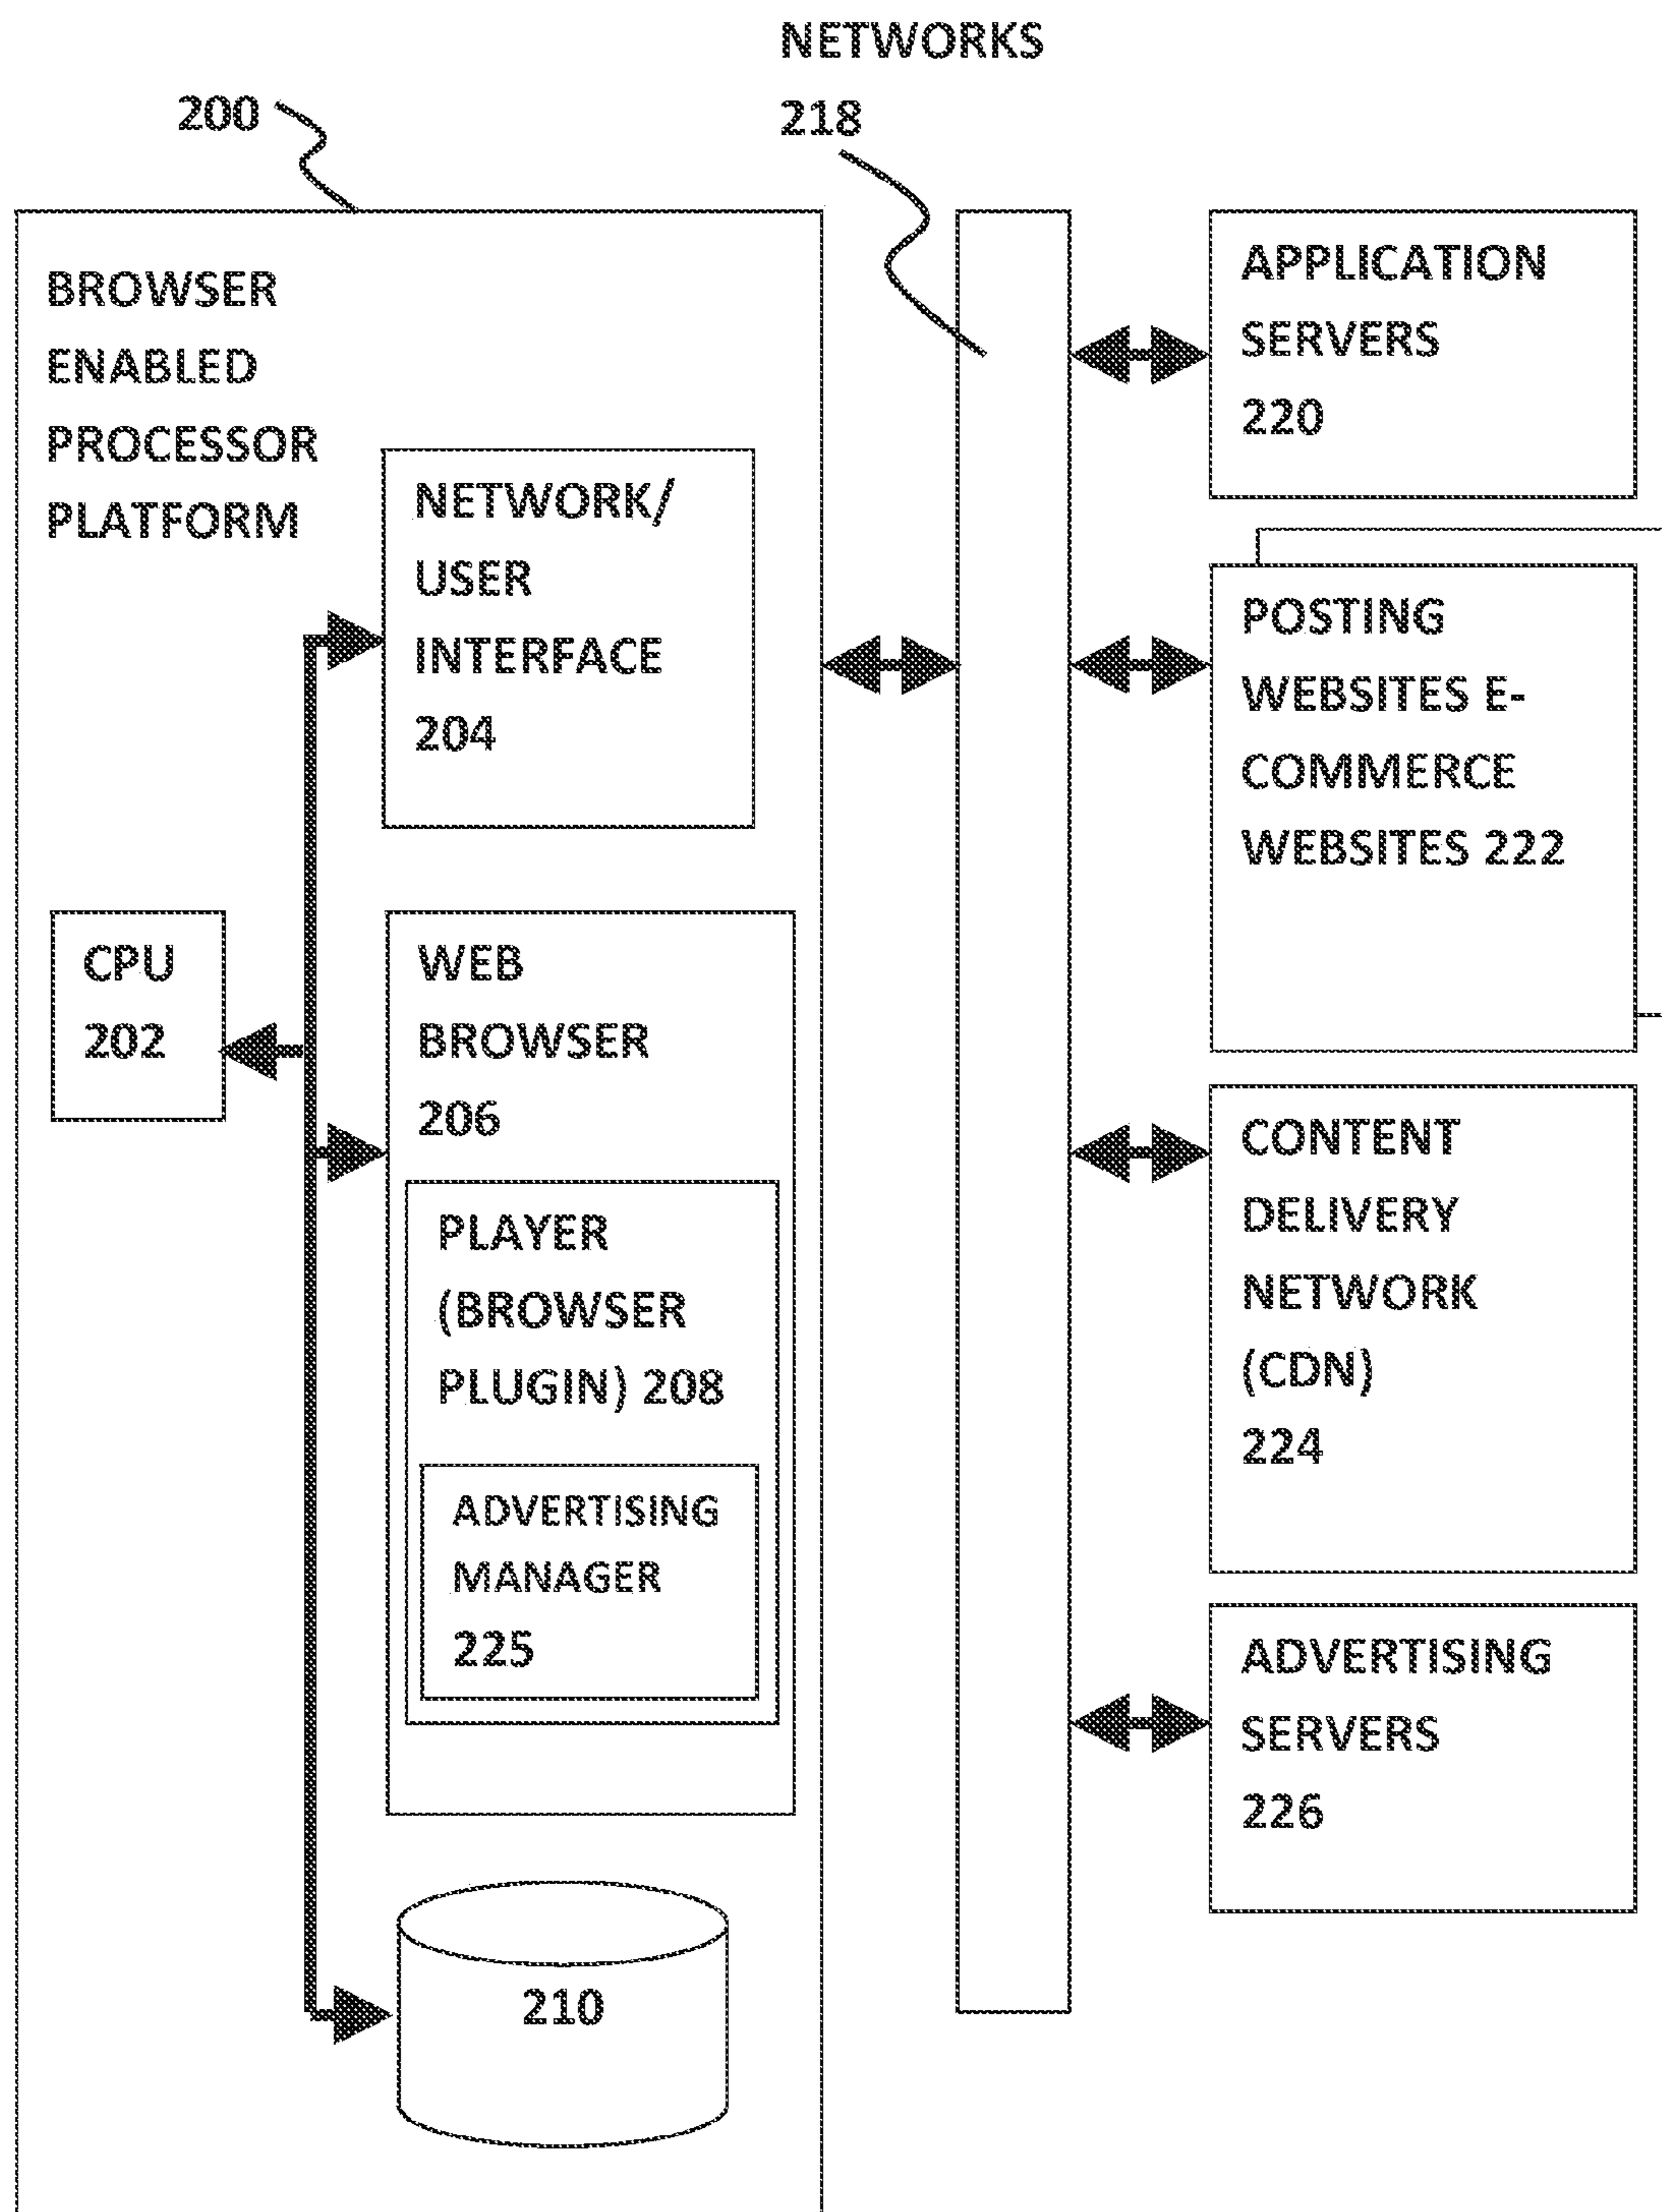 NETWORKS
218
200
BROWSER
ENABLED
PROCESSOR
PLATFORM
NETWORK/
USER
INTERFACE
204
CPU
202
WEB
BROWSER
206
PLAYER
(BROWSER
PLUGIN) 208
ADVERTISING
MANAGER
225
210
APPLICATION
SERVERS
220
POSTING
WEBSITES E-
COMMERCE
WEBSITES 222
CONTENT
DELIVERY
NETWORK
(CDN)
224
ADVERTISING
SERVERS
226